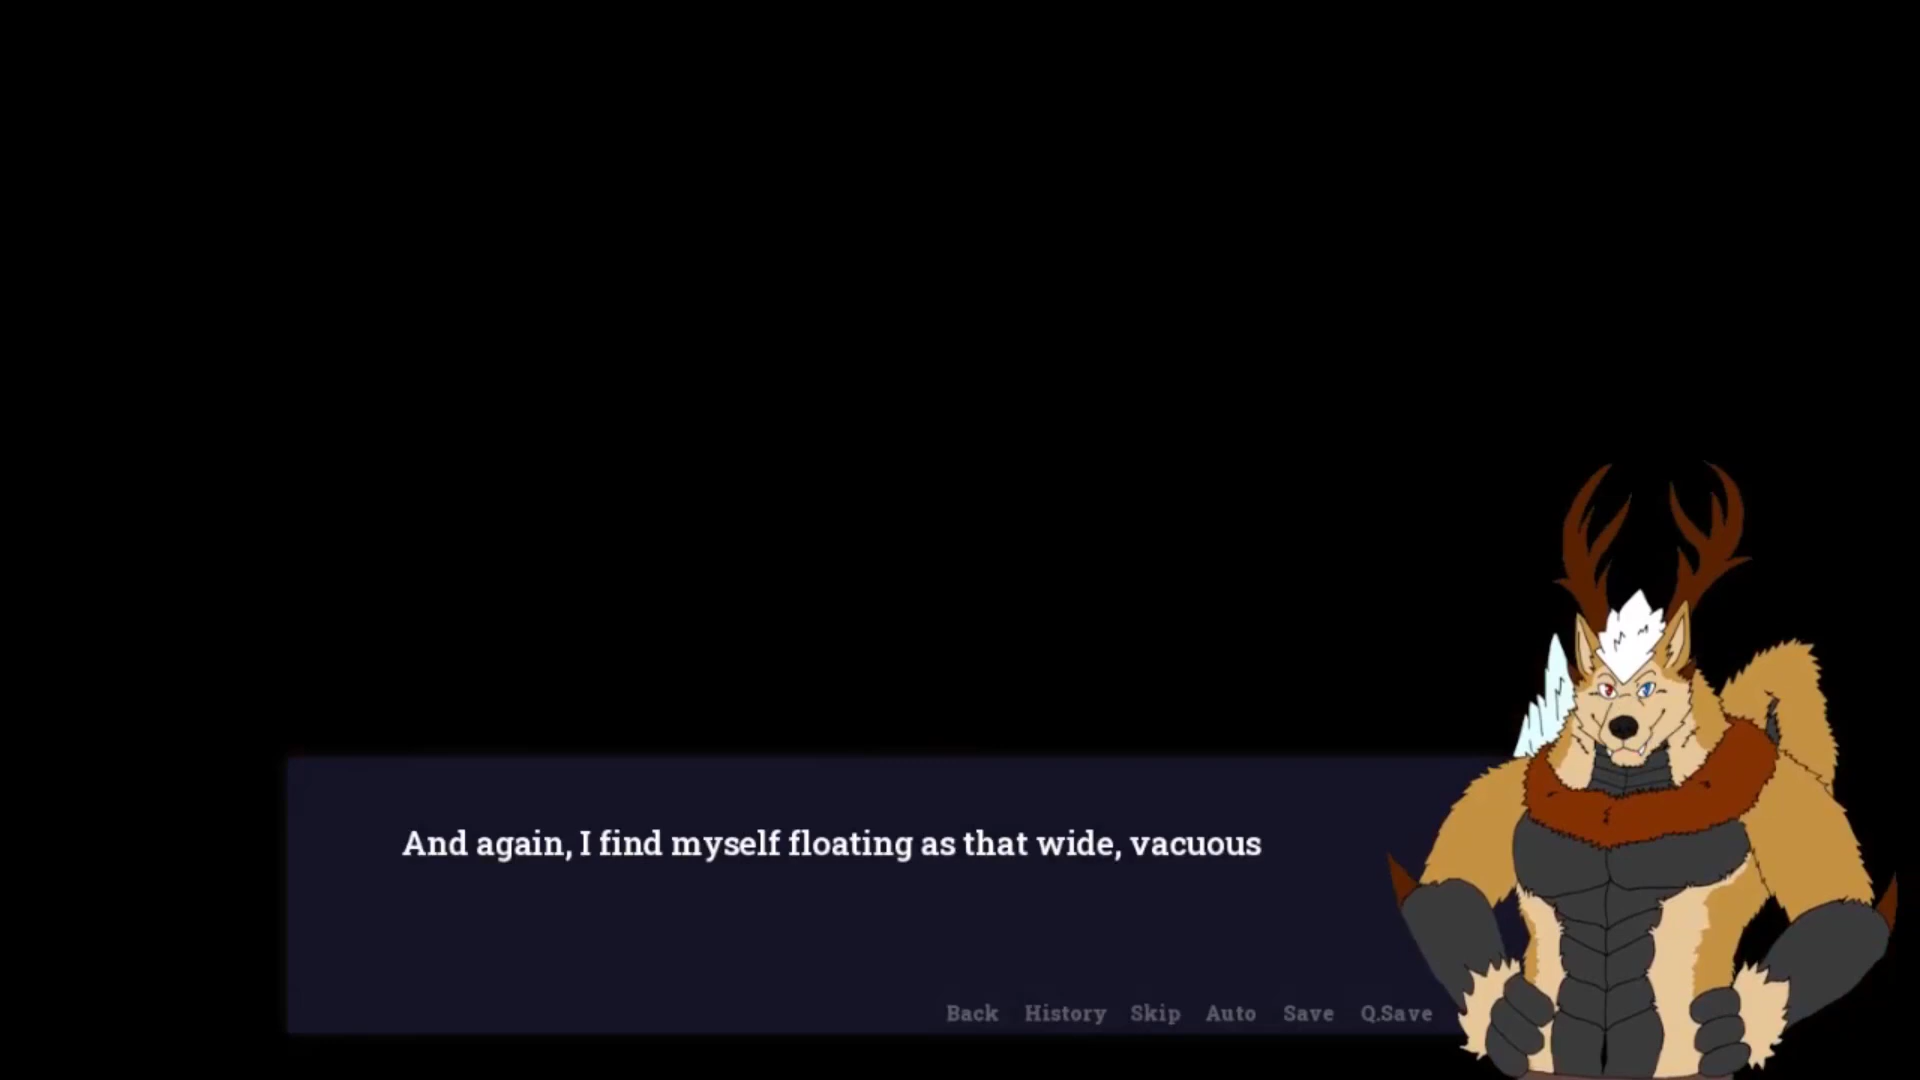 And again, I find myself floating as that wide, vacuous
Back History Skip Auto Save Q.Save